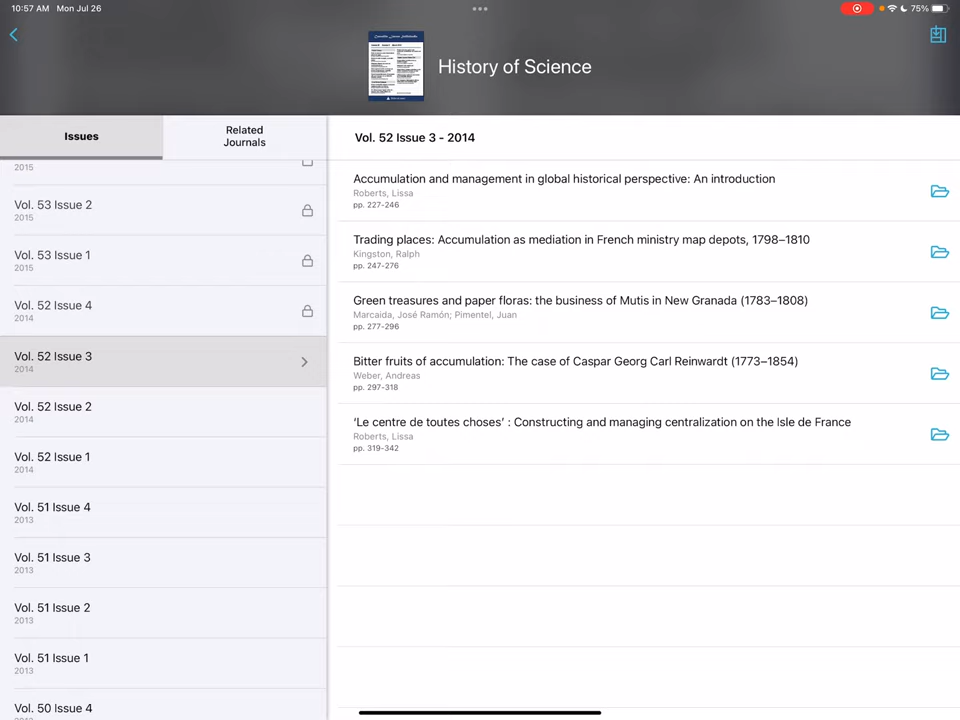 10:57 AM Mon Jul 26
75%
History of Science
Issues
Related
Journals
Vol. 52 Issue 3 - 2014
2015
Vol. 53 Issue 2
2015
Vol. 53 Issue 1
2015
Vol. 52 Issue 4
2014
Vol. 52 Issue 3
2014
Vol. 52 Issue 2
2014
Vol. 52 Issue 1
2014
Vol. 51 Issue 4
2013
Vol. 51 Issue 3
2013
Vol. 51 Issue 2
2013
Vol. 51 Issue 1
2013
Vol. 50 Issue 4
Accumulation and management in global historical perspective: An introduction
Roberts, Lissa
pp. 227-246
Trading places: Accumulation as mediation in French ministry map depots, 1798–1810
Kingston, Ralph
pp. 247-276
Green treasures and paper floras: the business of Mutis in New Granada (1783–1808)
Marcaida, José Ramón; Pimentel, Juan
pp. 277-296
Bitter fruits of accumulation: The case of Caspar Georg Carl Reinwardt (1773–1854)
Weber, Andreas
pp. 297-318
‘Le centre de toutes choses’ : Constructing and managing centralization on the Isle de France
Roberts, Lissa
pp. 319-342